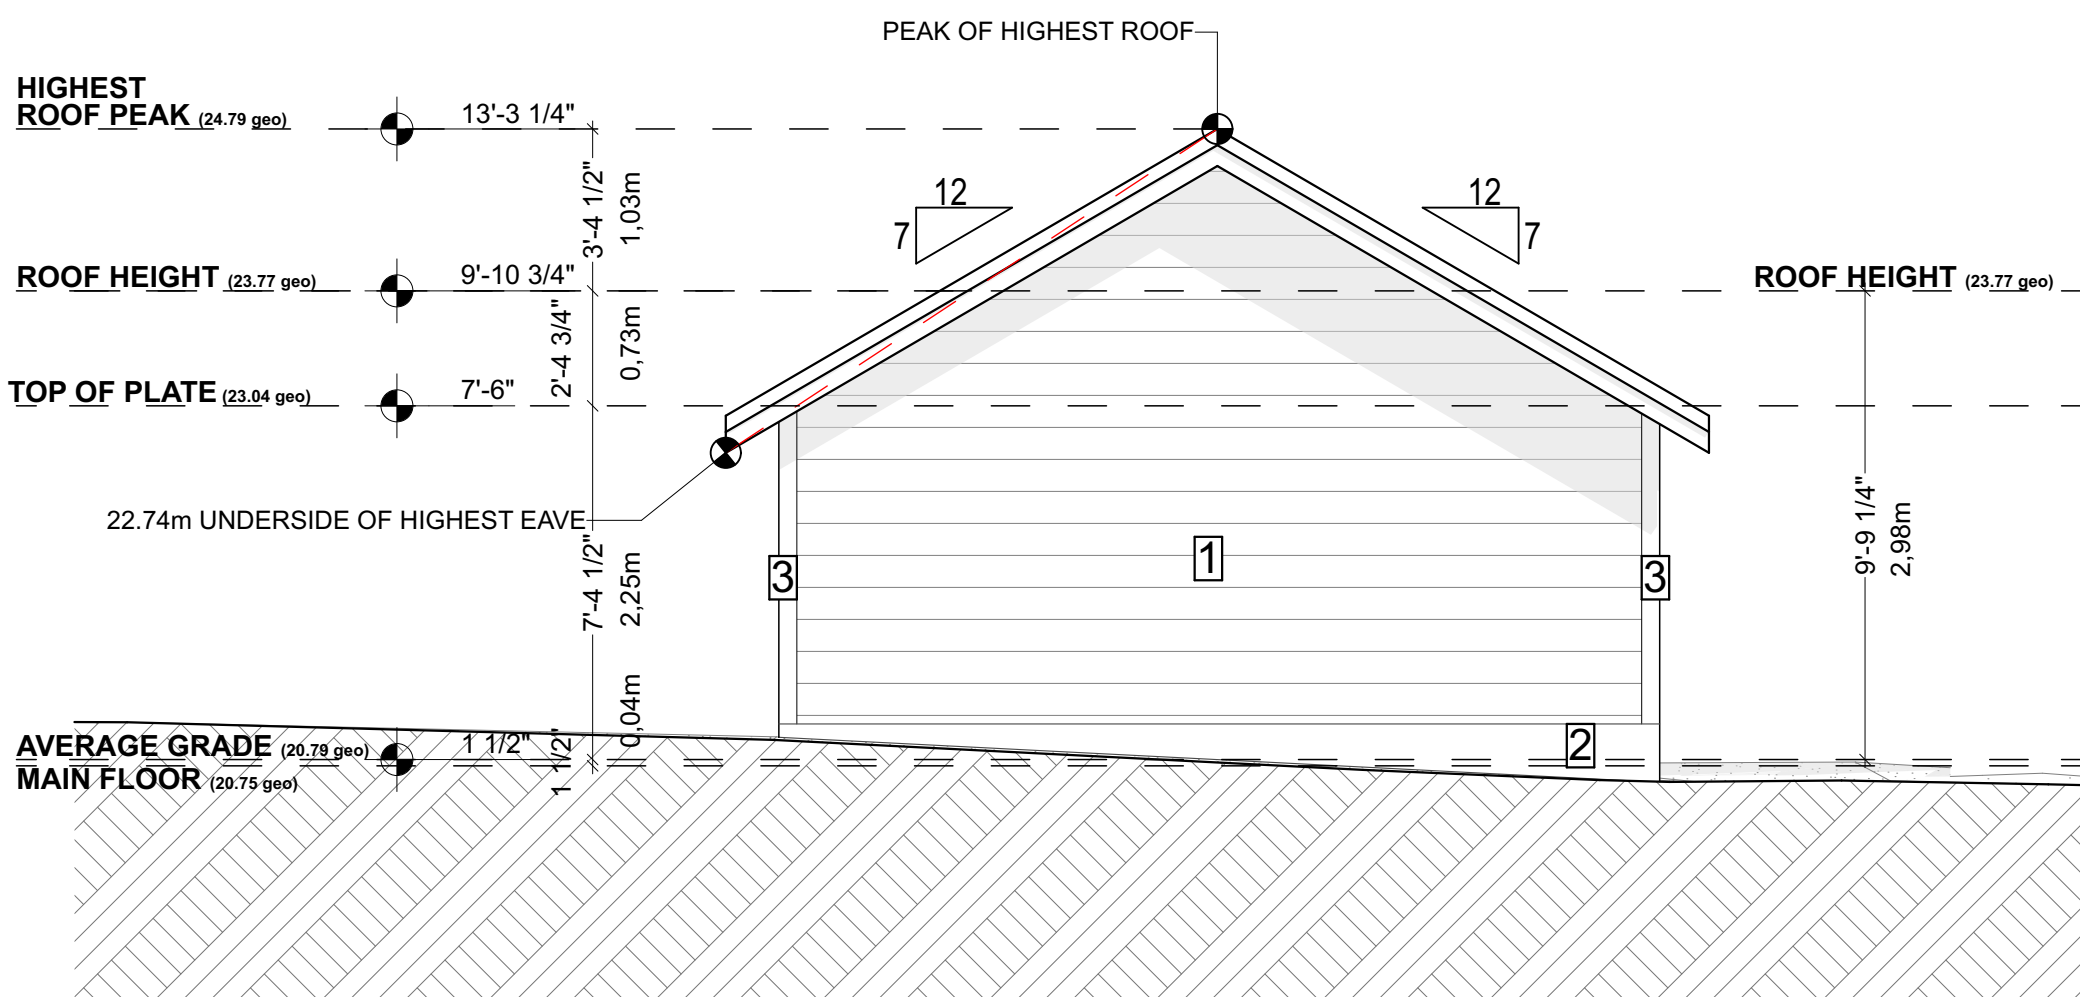 PEAK OF HIGHEST ROOF
HIGHEST
ROOF PEAK (24.79 geo)
13'-3 1/4"
3'-4 1/2"
1,03m
12
7
12
7
ROOF HEIGHT (23.77 geo)
9'-10 3/4"
ROOF HEIGHT (23.77 geo)
2'-4 3/4"
0,73m
TOP OF PLATE (23.04 geo)
7'-6"
22.74m UNDERSIDE OF HIGHEST EAVE
7'-4 1/2"
2,25m
9'-9 1/4"
2,98m
1
3
3
2
0,04m
AVERAGE GRADE (20.79 geo)
1 1/2"
1 1/2"
MAIN FLOOR (20.75 geo)